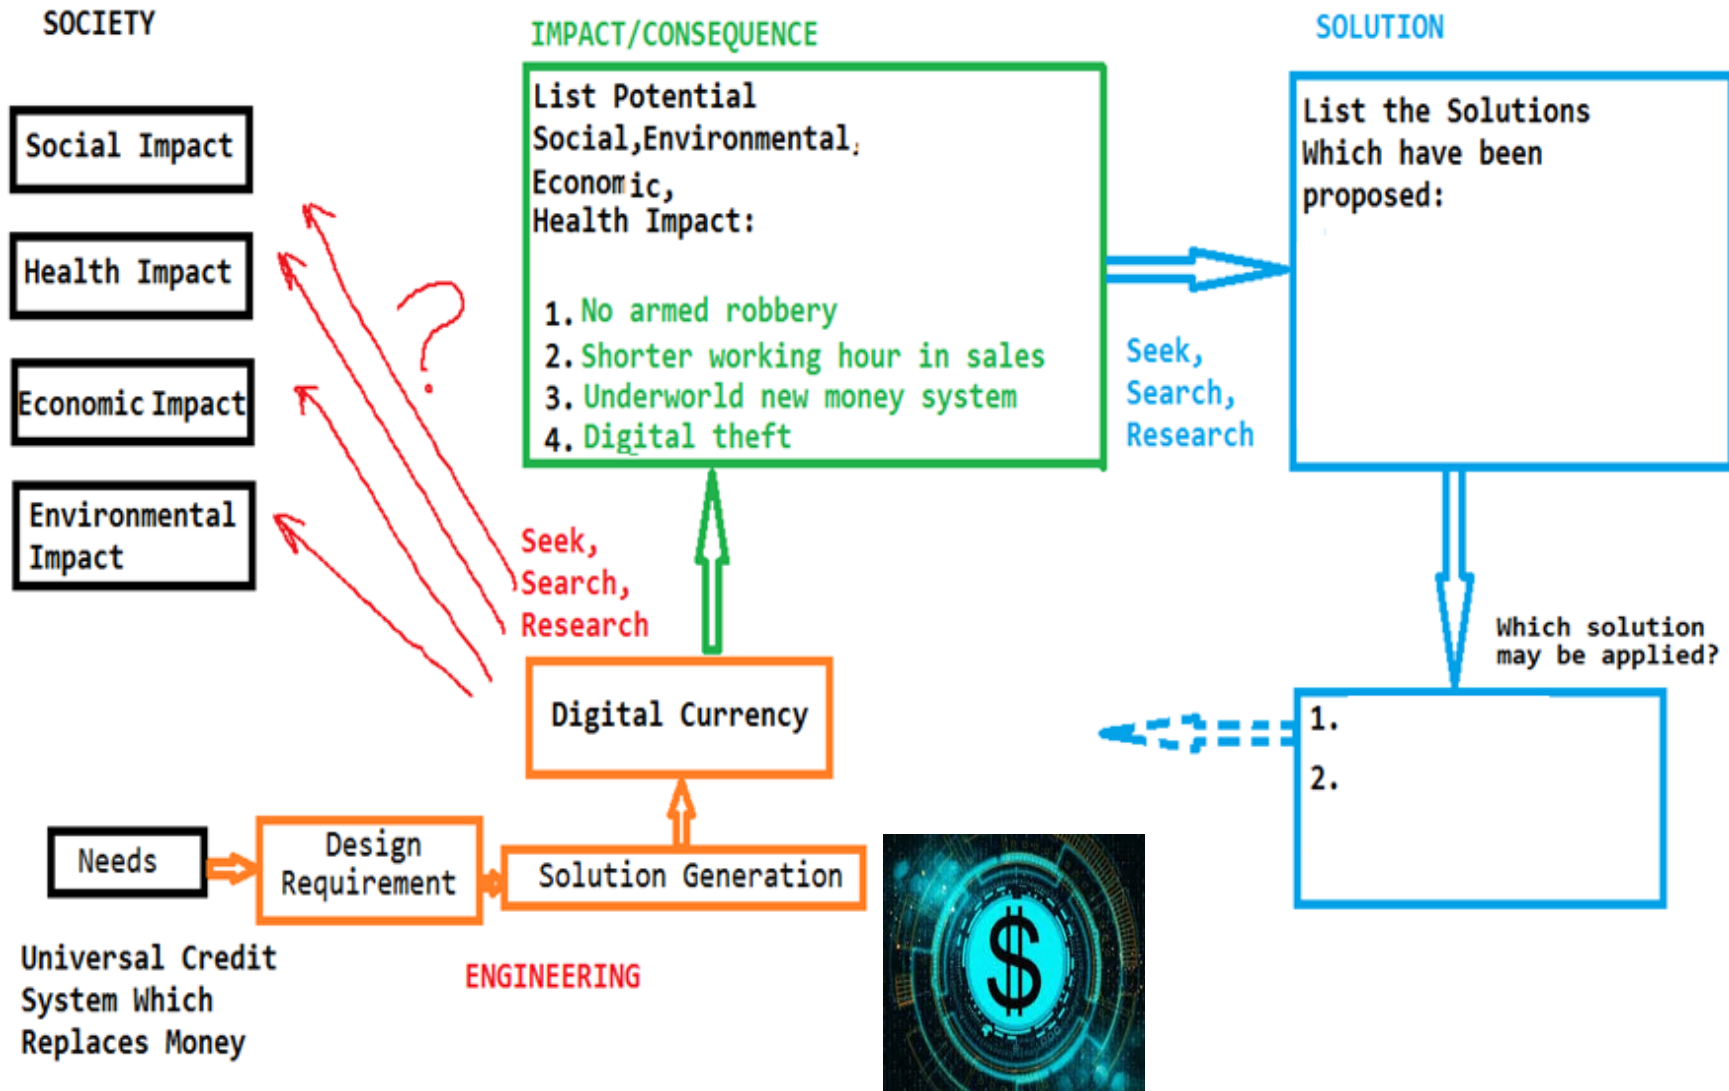 SOCIETY
Social Impact
Health Impact
Economic Impact
Environmental
Impact
?
Seek,
Search,
Research
IMPACT/CONSEQUENCE
List Potential
Social,Environmental,
Economic,
Health Impact:
1. No armed robbery
2. Shorter working hour in sales
3. Underworld new money system
4. Digital theft
Seek,
Search,
Research
SOLUTION
List the Solutions
Which have been
proposed:
Which solution
may be applied?
1.
2.
Digital Currency
Needs
Design
Requirement
Solution Generation
Universal Credit
System Which
Replaces Money
ENGINEERING
$